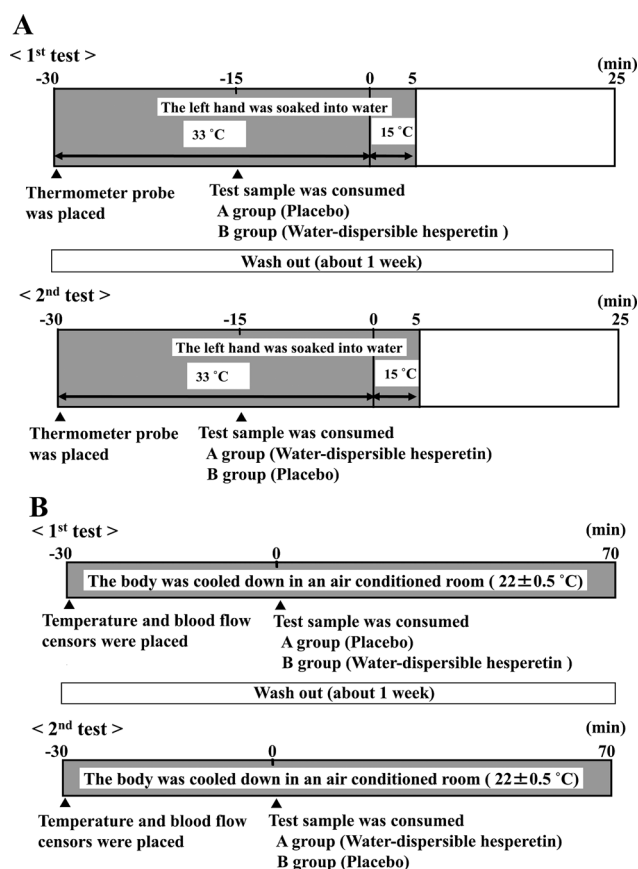 A
< 1st test >
(min)
-30 -15 0 5 25
The left hand was soaked into water
33 ˚C 15 ˚C
Thermometer probe was placed
Test sample was consumed
A group (Placebo)
B group (Water-dispersible hesperetin )
Wash out (about 1 week)
< 2nd test >
(min)
-30 -15 0 5 25
The left hand was soaked into water
33 ˚C 15 ˚C
Thermometer probe
was placed
Test sample was consumed
A group (Water-dispersible hesperetin)
B group (Placebo)
B
< 1st test >
(min)
-30 0 70
The body was cooled down in an air conditioned room ( 22±0.5 ˚C)
Temperature and blood flow
censors were placed
Test sample was consumed
A group (Placebo)
B group (Water-dispersible hesperetin )
Wash out (about 1 week)
< 2nd test >
(min)
-30 0 70
The body was cooled down in an air conditioned room ( 22±0.5 ˚C)
Temperature and blood flow
censors were placed
Test sample was consumed
A group (Water-dispersible hesperetin)
B group (Placebo)